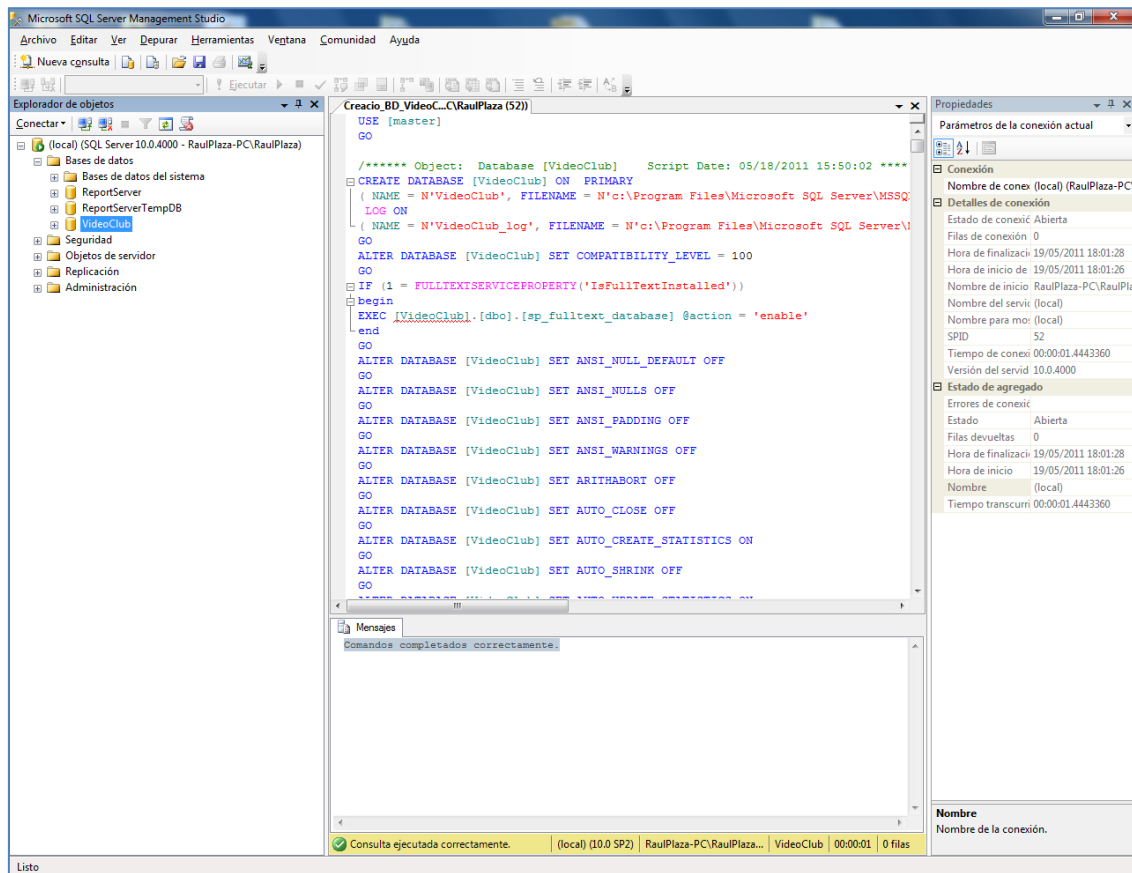 Microsoft SQL Server Management Studio
Archivo Editar Ver Depurar Herramientas Ventana Comunidad Ayuda
Nueva consulta
Ejecutar
Explorador de objetos
Conectar
(local) (SQL Server 10.0.4000 - RaulPlaza-PC\RaulPlaza)
Bases de datos
Bases de datos del sistema
ReportServer
ReportServerTempDB
VideoClub
Seguridad
Objetos de servidor
Replicación
Administración
Creacio_BD_VideoC...C\RaulPlaza (52))
USE [master]
GO
/****** Object:  Database [VideoClub]    Script Date: 05/18/2011 15:50:02 ****
CREATE DATABASE [VideoClub] ON  PRIMARY
( NAME = N'VideoClub', FILENAME = N'c:\Program Files\Microsoft SQL Server\MSSQ
LOG ON
( NAME = N'VideoClub_log', FILENAME = N'c:\Program Files\Microsoft SQL Server\
GO
ALTER DATABASE [VideoClub] SET COMPATIBILITY_LEVEL = 100
GO
IF (1 = FULLTEXTSERVICEPROPERTY('IsFullTextInstalled'))
begin
EXEC [VideoClub].[dbo].[sp_fulltext_database] @action = 'enable'
end
GO
ALTER DATABASE [VideoClub] SET ANSI_NULL_DEFAULT OFF
GO
ALTER DATABASE [VideoClub] SET ANSI_NULLS OFF
GO
ALTER DATABASE [VideoClub] SET ANSI_PADDING OFF
GO
ALTER DATABASE [VideoClub] SET ANSI_WARNINGS OFF
GO
ALTER DATABASE [VideoClub] SET ARITHABORT OFF
GO
ALTER DATABASE [VideoClub] SET AUTO_CLOSE OFF
GO
ALTER DATABASE [VideoClub] SET AUTO_CREATE_STATISTICS ON
GO
ALTER DATABASE [VideoClub] SET AUTO_SHRINK OFF
GO
ALTER DATABASE [VideoClub] SET AUTO_UPDATE_STATISTICS ON
Mensajes
Comandos completados correctamente.
Consulta ejecutada correctamente. (local) (10.0 SP2) RaulPlaza-PC\RaulPlaza... VideoClub 00:00:01 0 filas
Propiedades
Parámetros de la conexión actual
Conexión
Nombre de conex (local) (RaulPlaza-PC\
Detalles de conexión
Estado de conexió Abierta
Filas de conexión 0
Hora de finalizació 19/05/2011 18:01:28
Hora de inicio de 19/05/2011 18:01:26
Nombre de inicio RaulPlaza-PC\RaulPla
Nombre del servic (local)
Nombre para mos (local)
SPID 52
Tiempo de conexi 00:00:01.4443360
Versión del servid 10.0.4000
Estado de agregado
Errores de conexió
Estado Abierta
Filas devueltas 0
Hora de finalizació 19/05/2011 18:01:28
Hora de inicio 19/05/2011 18:01:26
Nombre (local)
Tiempo transcurri 00:00:01.4443360
Nombre
Nombre de la conexión.
Listo